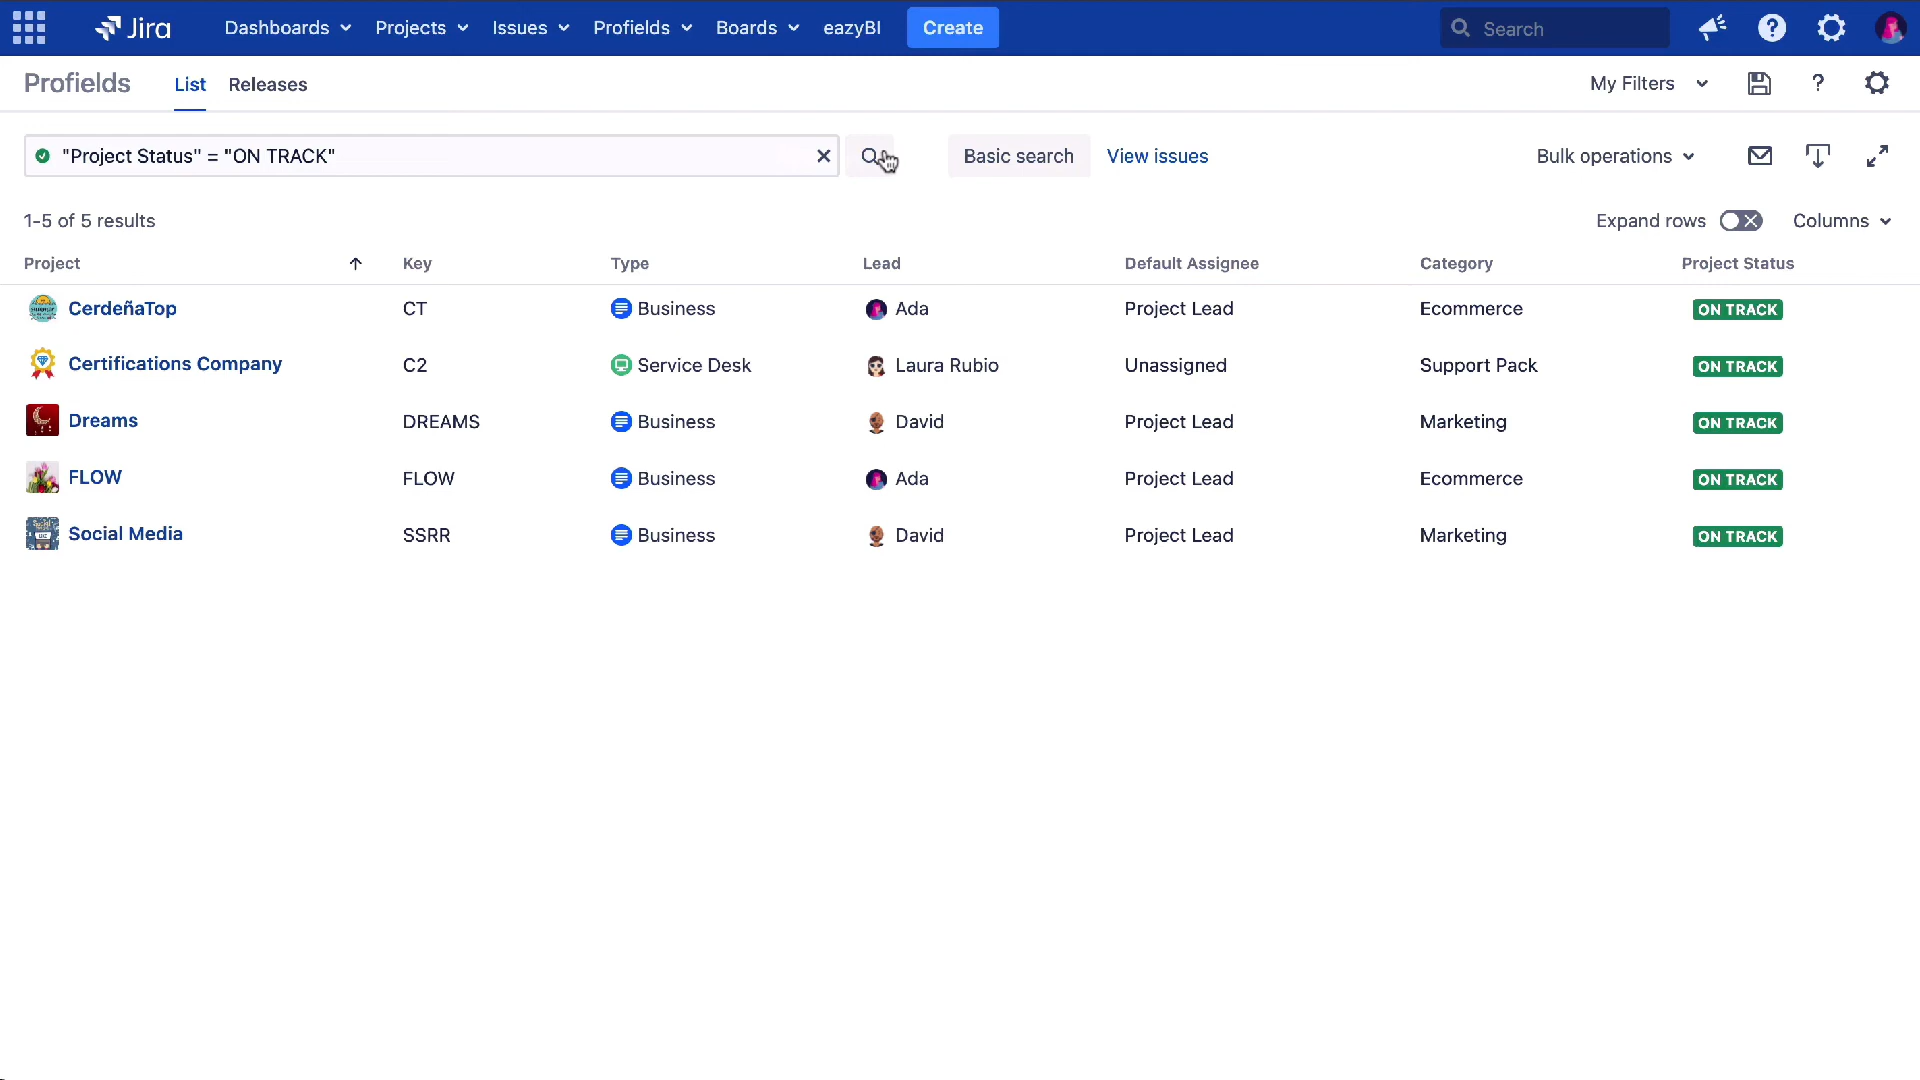 Jira Dashboards Projects Issues Profields Boards eazyBI Create Search
Profields List Releases My Filters ?
"Project Status" = "ON TRACK" Basic search View issues Bulk operations
1-5 of 5 results Expand rows Columns
Project Key Type Lead Default Assignee Category Project Status
CerdeñaTop CT Business Ada Project Lead Ecommerce ON TRACK
Certifications Company C2 Service Desk Laura Rubio Unassigned Support Pack ON TRACK
Dreams DREAMS Business David Project Lead Marketing ON TRACK
FLOW FLOW Business Ada Project Lead Ecommerce ON TRACK
Social Media SSRR Business David Project Lead Marketing ON TRACK